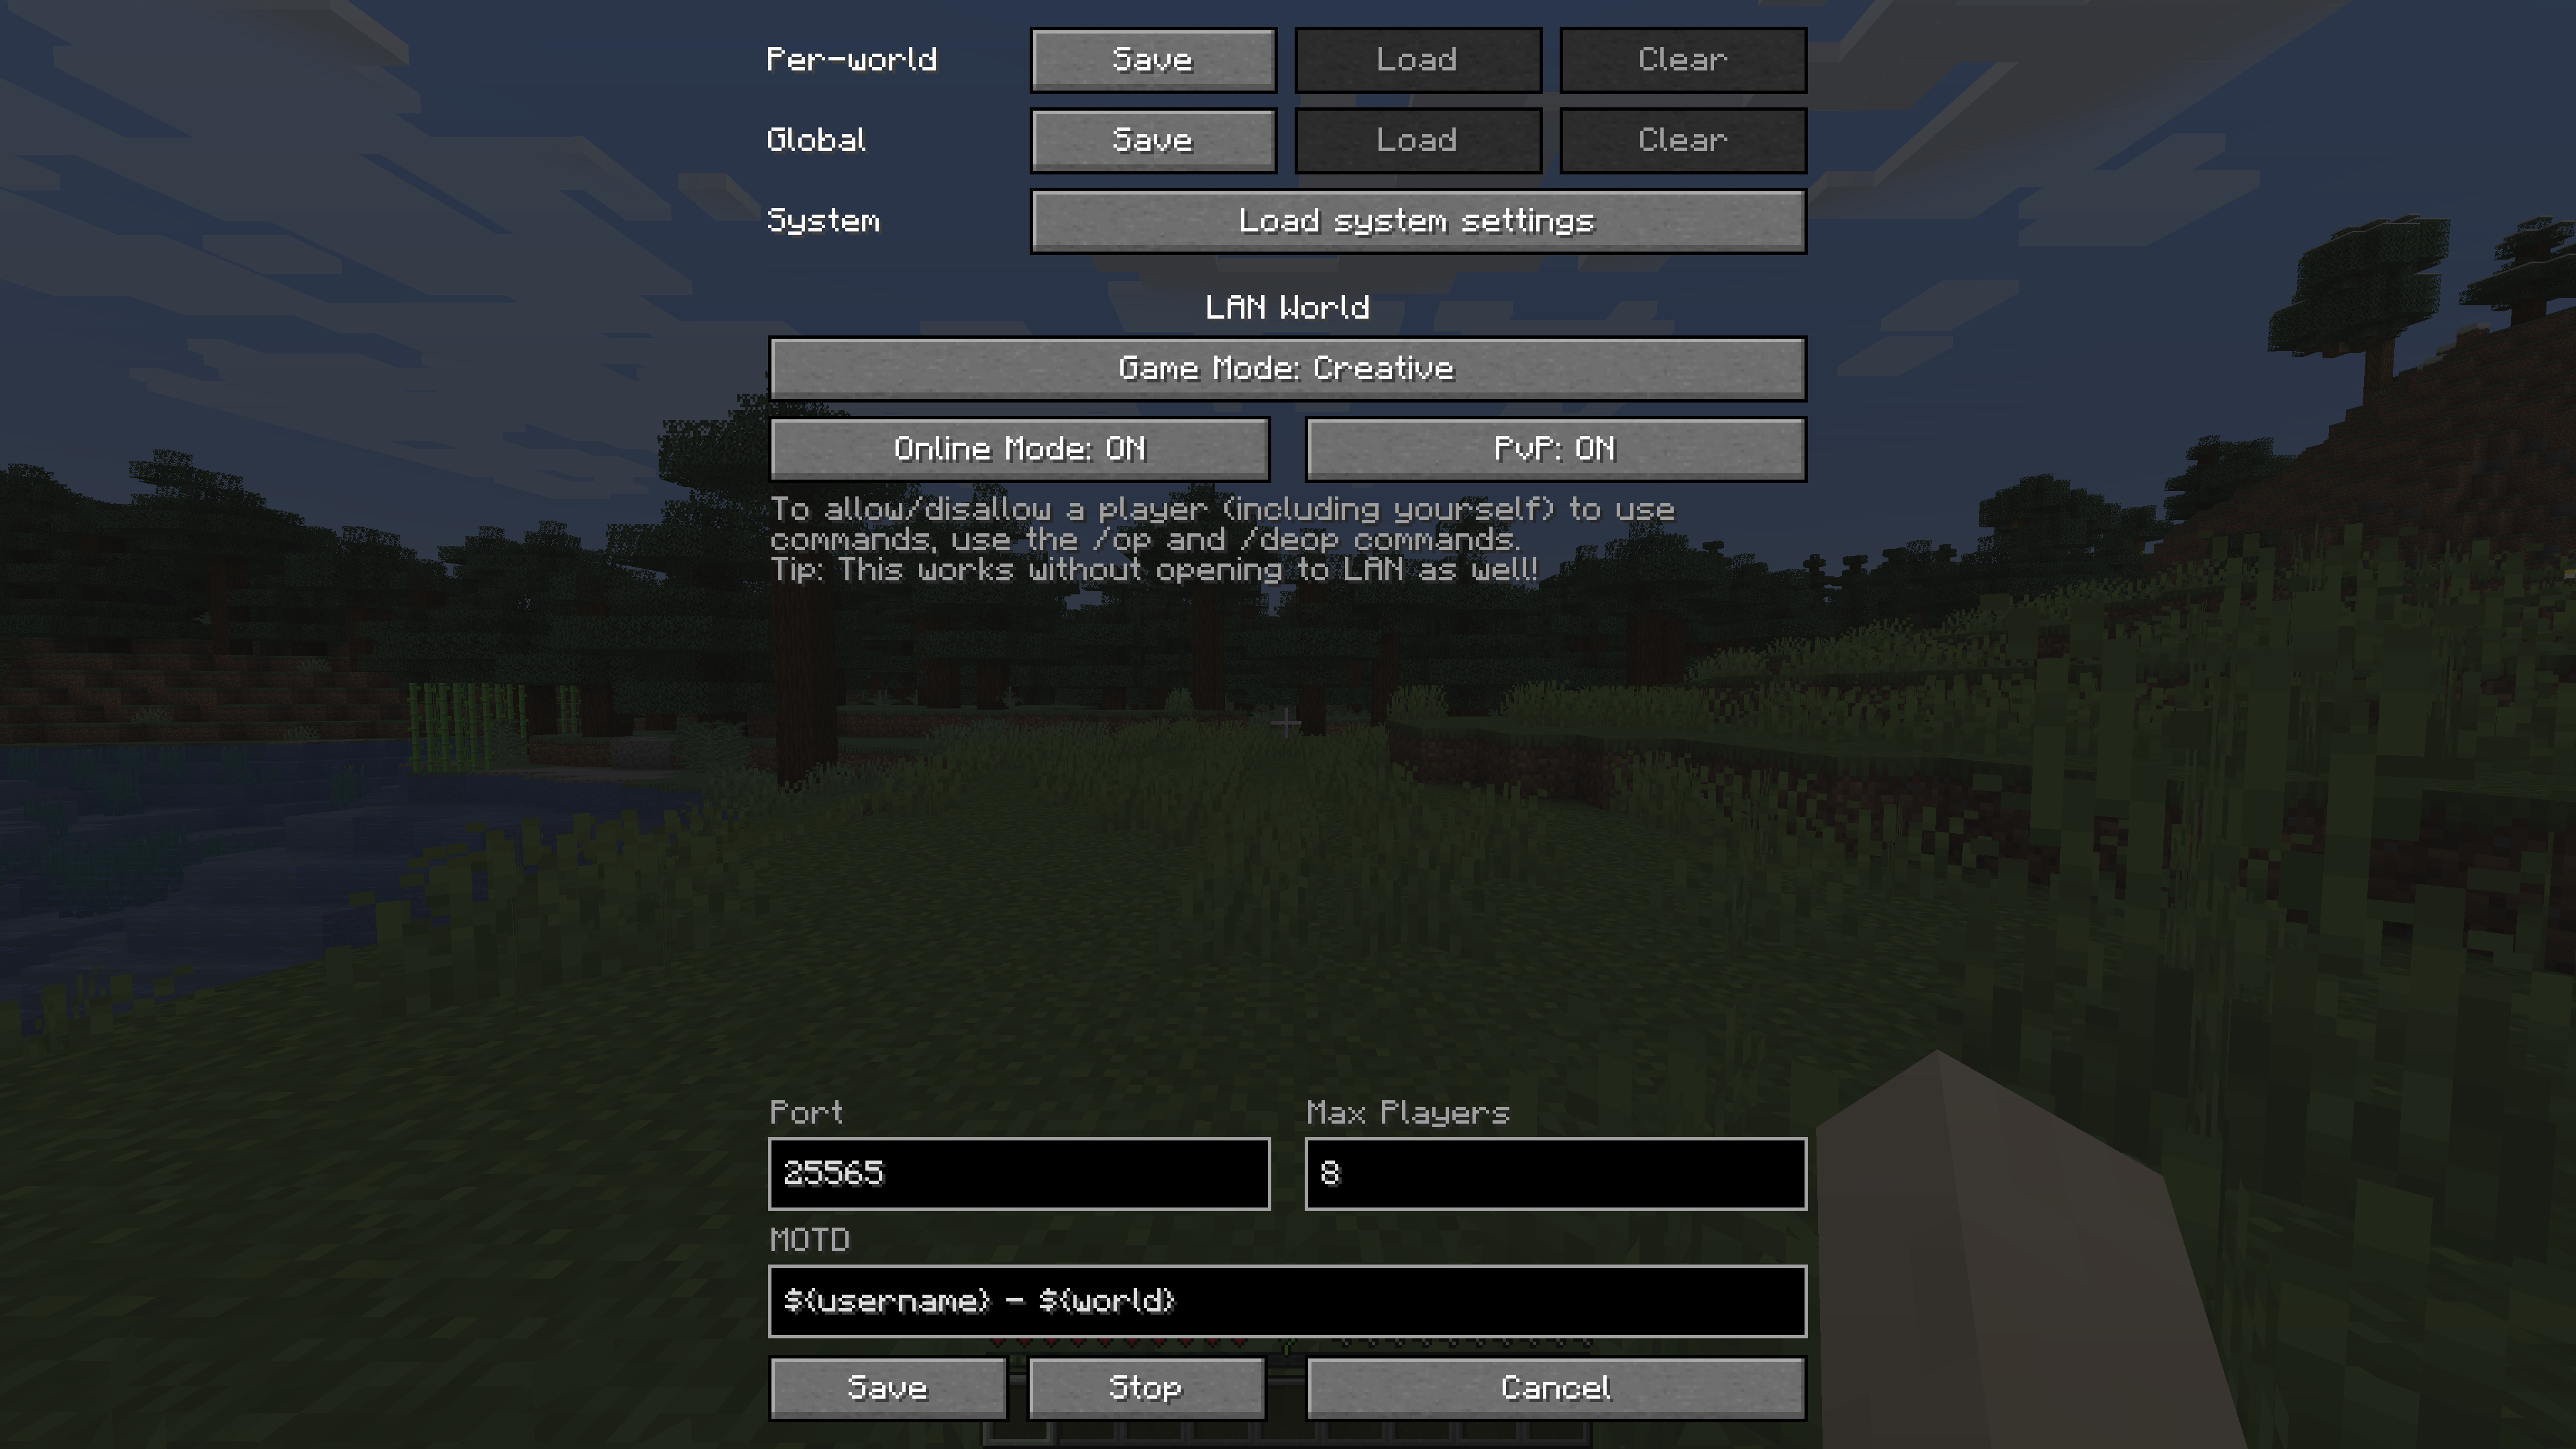 Per-world Save Load Clear
Global Save Load Clear
System Load system settings
LAN World
Game Mode: Creative
Online Mode: ON PvP: ON
To allow/disallow a player (including yourself) to use
commands, use the /op and /deop commands.
Tip: This works without opening to LAN as well!
Port Max Players
25565 8
MOTD
${username} - ${world}
Save Stop Cancel